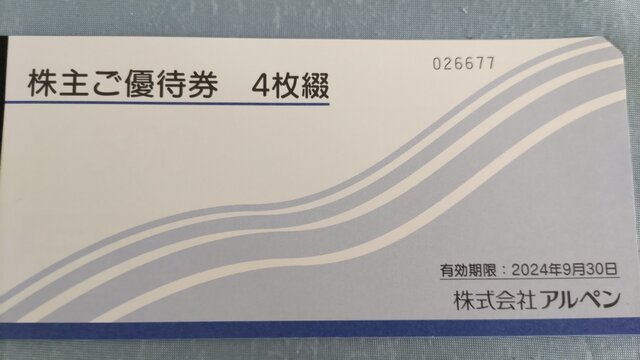 026677
株主ご優待券　4枚綴
有効期限：2024年9月30日
株式会社アルペン